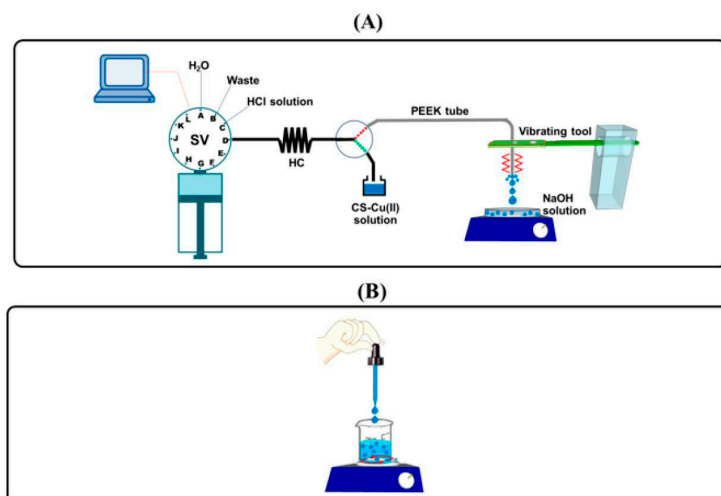 (A)
H₂O
Waste
HCl solution
L A B C D E F G H I J K
SV
HC
PEEK tube
CS-Cu(II)
solution
Vibrating tool
NaOH
solution
(B)